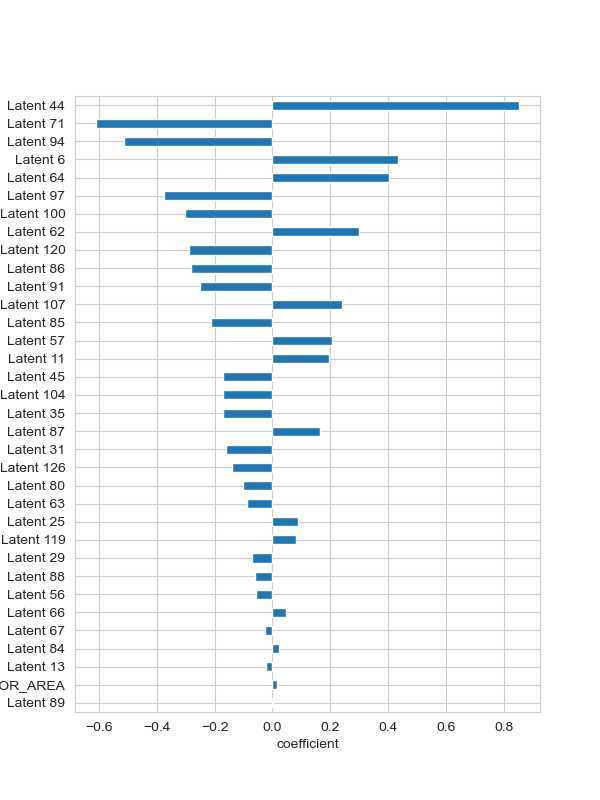 Latent 44
Latent 71
Latent 94
Latent 6
Latent 64
Latent 97
Latent 100
Latent 62
Latent 120
Latent 86
Latent 91
Latent 107
Latent 85
Latent 57
Latent 11
Latent 45
Latent 104
Latent 35
Latent 87
Latent 31
Latent 126
Latent 80
Latent 63
Latent 25
Latent 119
Latent 29
Latent 88
Latent 56
Latent 66
Latent 67
Latent 84
Latent 13
OR_AREA
Latent 89
−0.6 −0.4 −0.2 0.0 0.2 0.4 0.6 0.8
coefficient